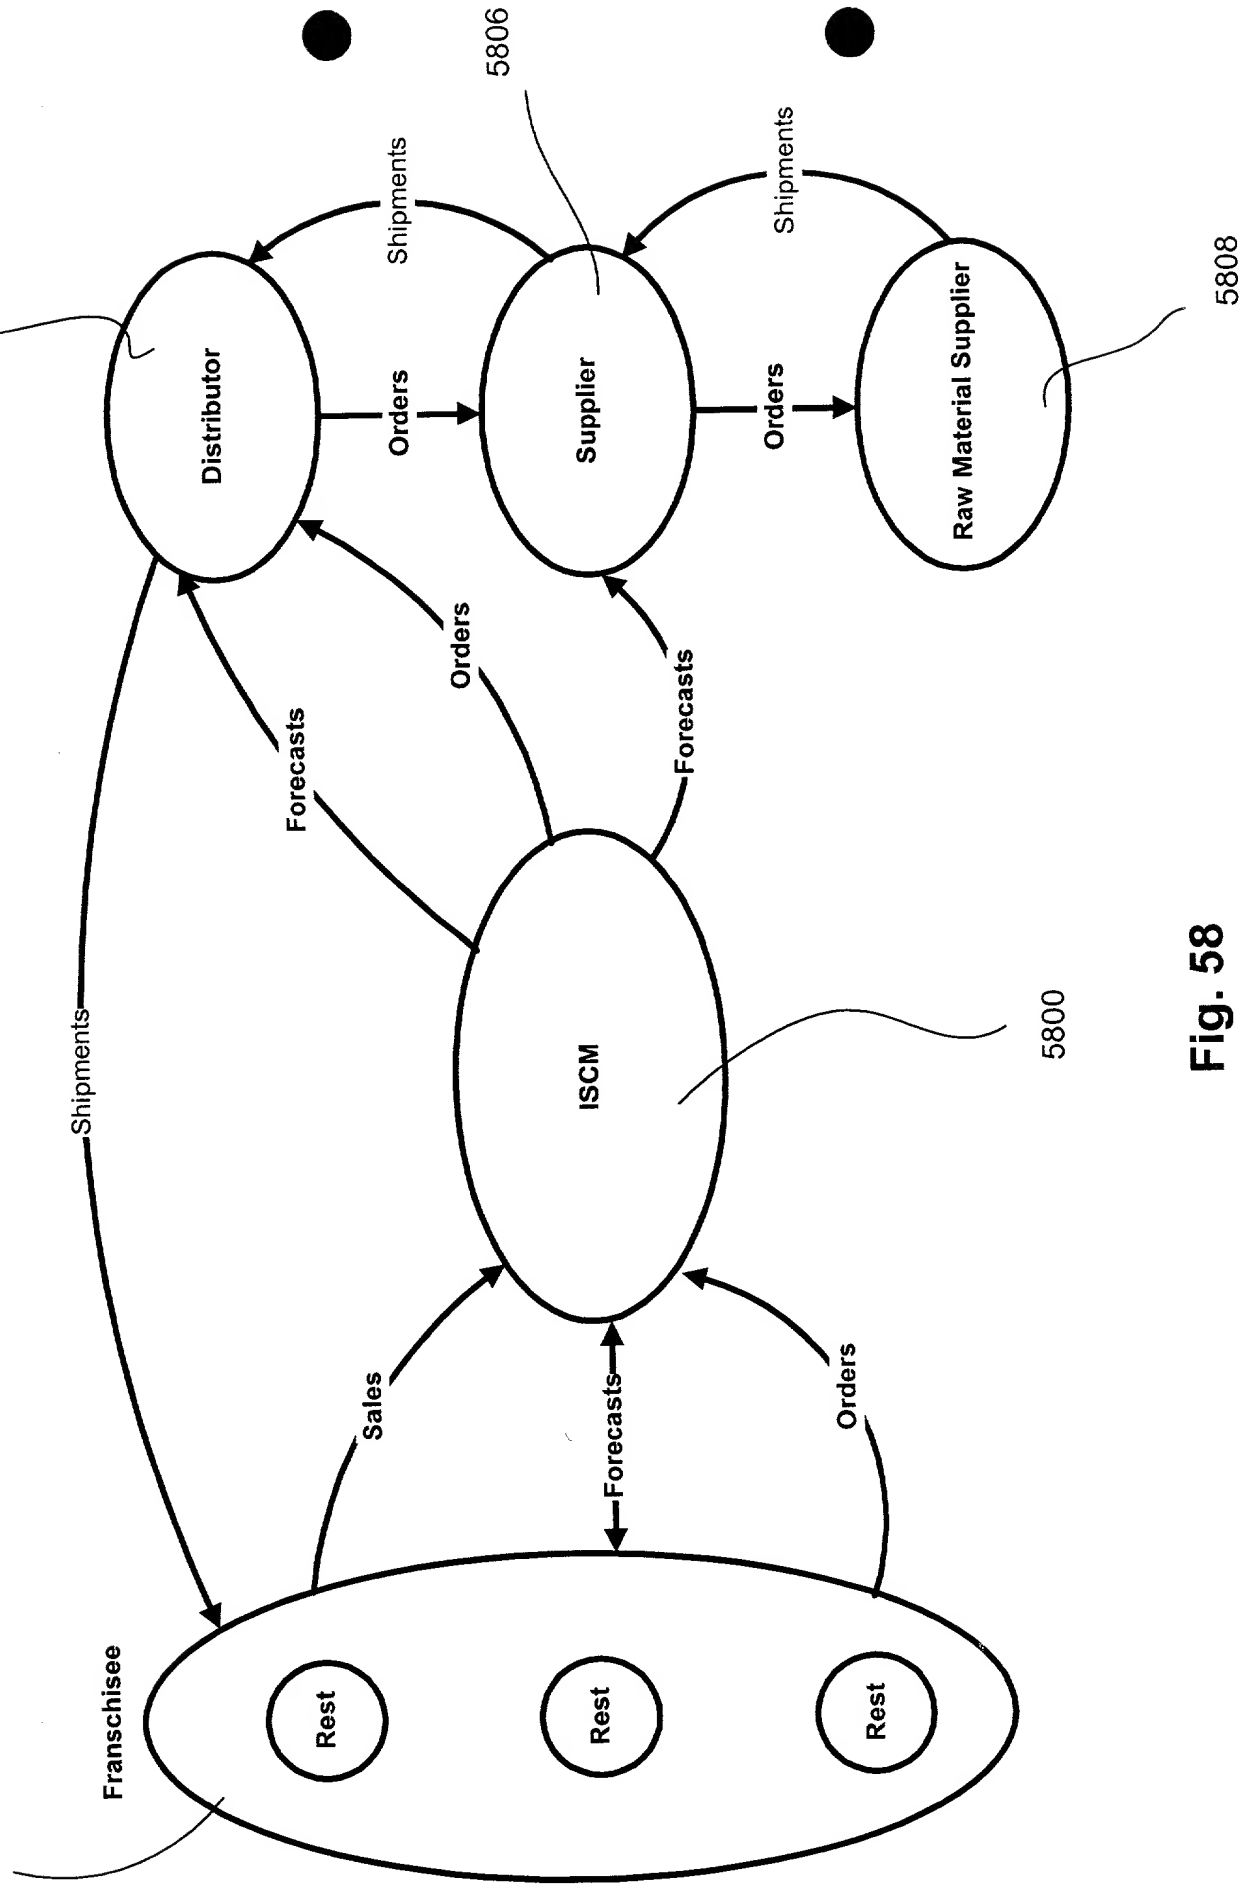 Franschisee
Rest
Rest
Rest
Shipments
Sales
Forecasts
Orders
ISCM
5800
Forecasts
Orders
Forecasts
Distributor
Orders
Shipments
Supplier
5806
Orders
Shipments
Raw Material Supplier
5808
Fig. 58